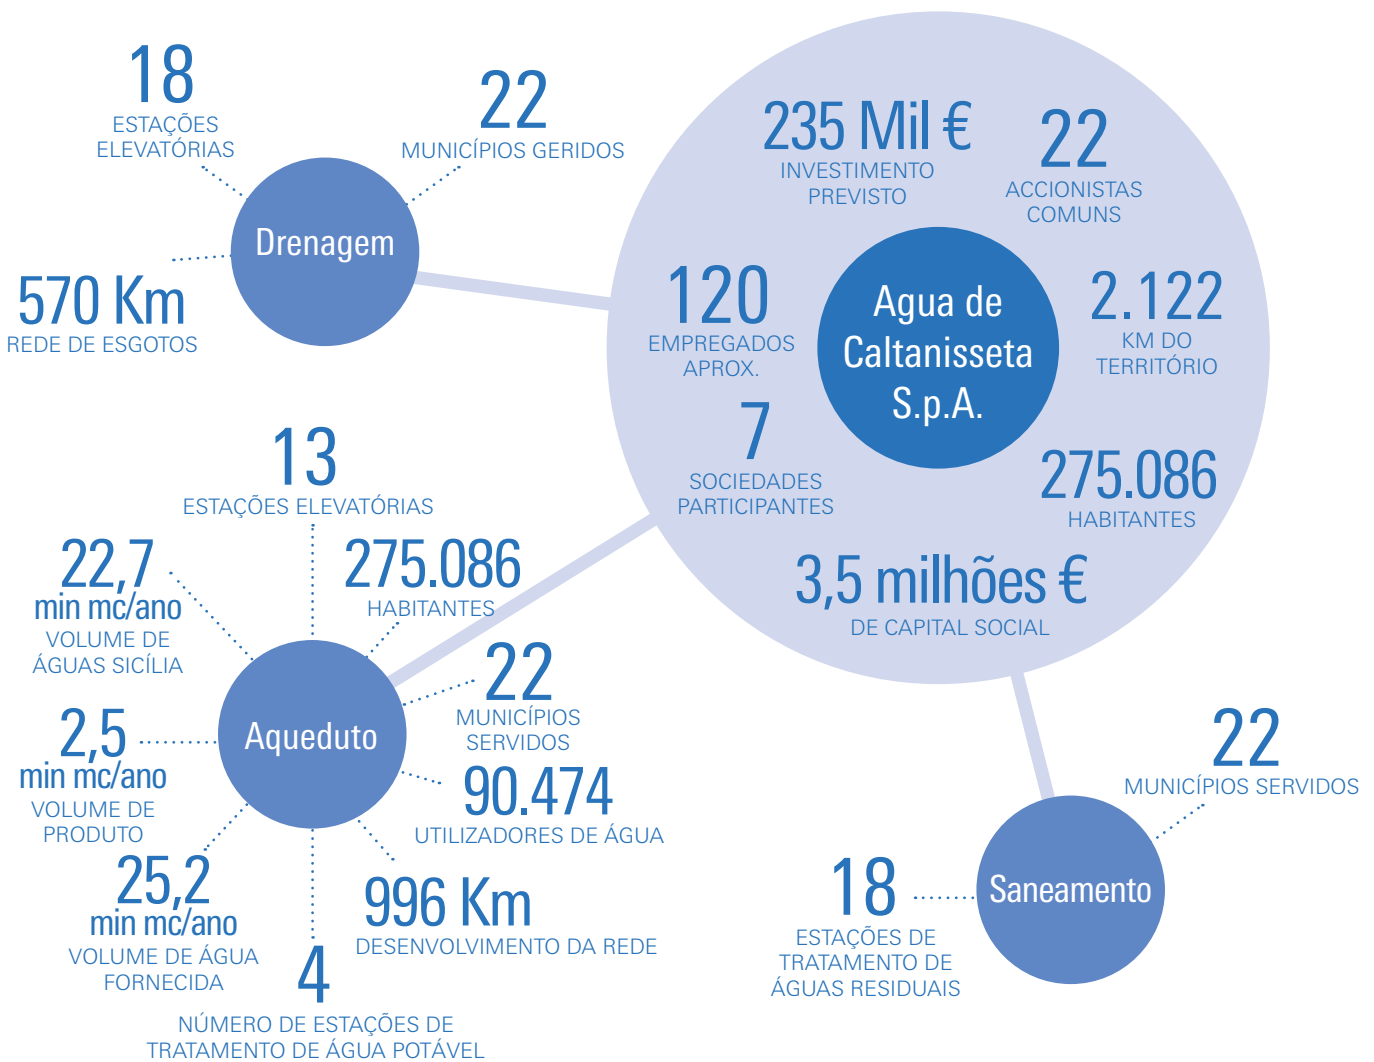 18
ESTAÇÕES
ELEVATÓRIAS
22
MUNICÍPIOS GERIDOS
Drenagem
570 Km
REDE DE ESGOTOS
235 Mil €
INVESTIMENTO
PREVISTO
22
ACCIONISTAS
COMUNS
120
EMPREGADOS
APROX.
Agua de
Caltanisseta
S.p.A.
2.122
KM DO
TERRITÓRIO
7
SOCIEDADES
PARTICIPANTES
275.086
HABITANTES
3,5 milhões €
DE CAPITAL SOCIAL
13
ESTAÇÕES ELEVATÓRIAS
22,7
min mc/ano
VOLUME DE
ÁGUAS SICÍLIA
275.086
HABITANTES
22
MUNICÍPIOS
SERVIDOS
Aqueduto
2,5
min mc/ano
VOLUME DE
PRODUTO
90.474
UTILIZADORES DE ÁGUA
25,2
min mc/ano
VOLUME DE ÁGUA
FORNECIDA
996 Km
DESENVOLVIMENTO DA REDE
4
NÚMERO DE ESTAÇÕES DE
TRATAMENTO DE ÁGUA POTÁVEL
22
MUNICÍPIOS SERVIDOS
Saneamento
18
ESTAÇÕES DE
TRATAMENTO DE
ÁGUAS RESIDUAIS